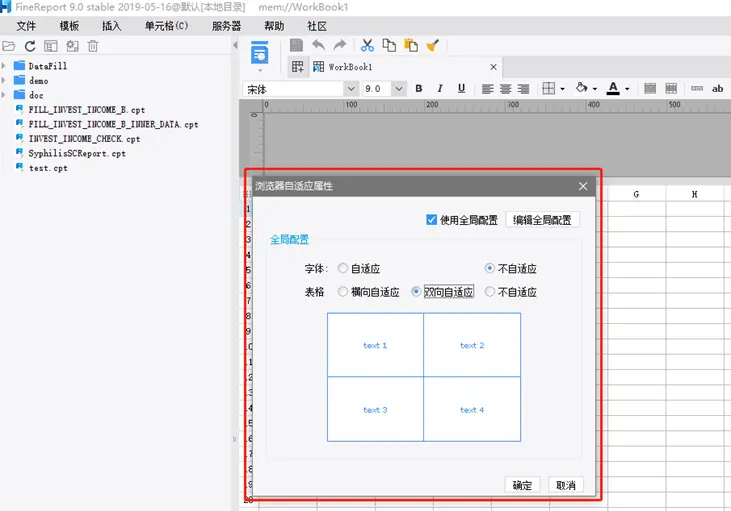 FineReport 9.0 stable 2019-05-16@默认[本地目录] mem://WorkBook1
文件 模板 插入 单元格(C) 服务器 帮助 社区
WorkBook1
宋体 9.0 B I U A ab
0 100 200 300 400 500
0
DataFill
demo
doc
FILL_INVEST_INCOME_B.cpt
FILL_INVEST_INCOME_B_INNER_DATA.cpt
INVEST_INCOME_CHECK.cpt
SyphilisSCReport.cpt
test.cpt
浏览器自适应属性
G H
使用全局配置 编辑全局配置
全局配置
字体: 自适应 不自适应
表格 横向自适应 双向自适应 不自适应
text 1 text 2
text 3 text 4
确定 取消